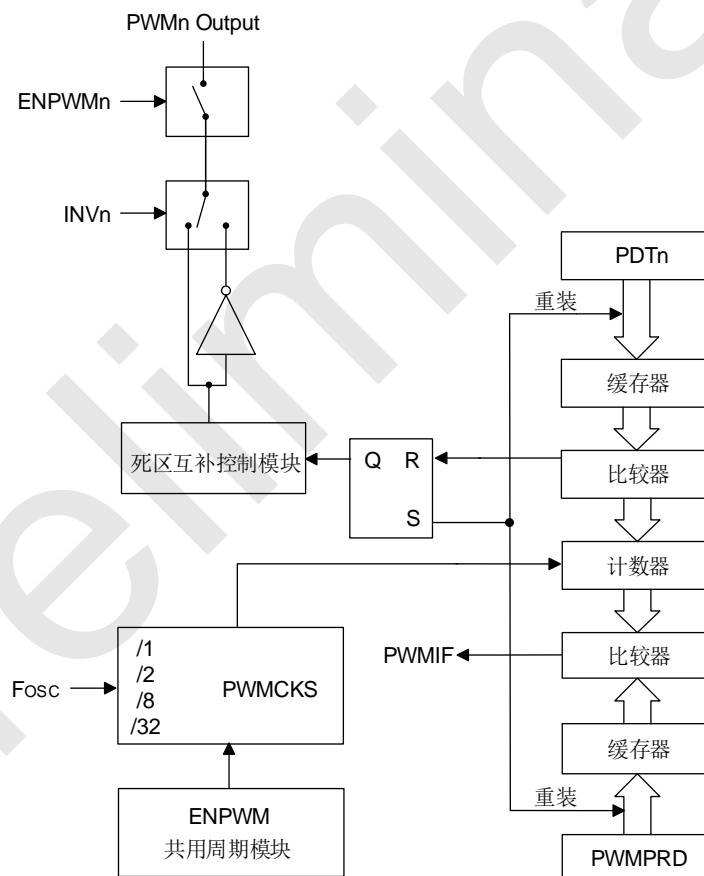 PWMn Output
ENPWMn
INVn
PDTn
重装
缓存器
死区互补控制模块
Q R
S
比较器
计数器
/1
/2
/8
/32
PWMCKS
Fosc
PWMIF
比较器
缓存器
ENPWM
共用周期模块
重装
PWMPRD